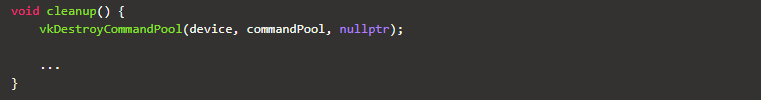 void cleanup() {
    vkDestroyCommandPool(device, commandPool, nullptr);

    ...
}